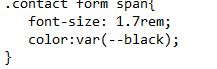 .contact form span{
font-size: 1.7rem;
color:var(--black);
}